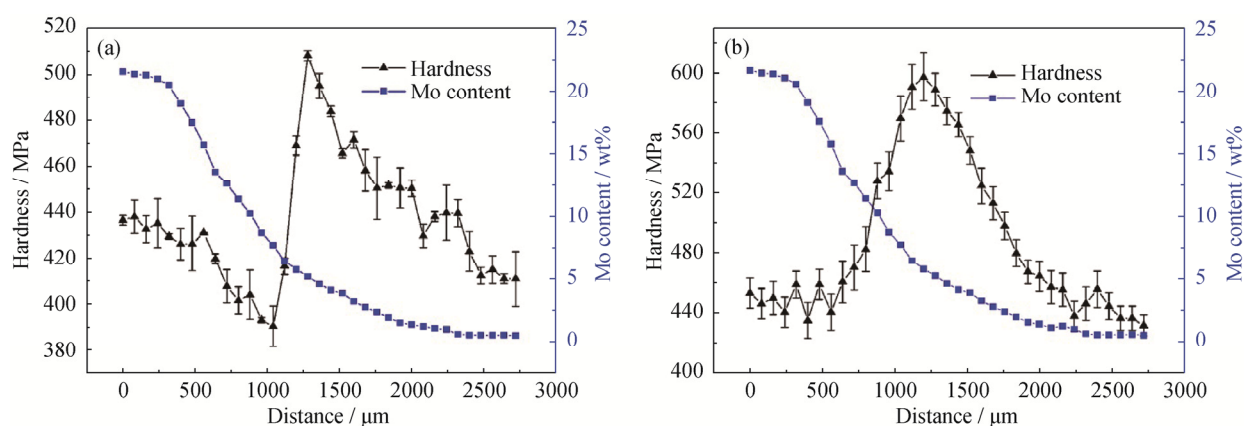 (a)
Hardness
Mo content
520
500
480
460
440
420
400
380
Hardness / MPa
25
20
15
10
5
0
Mo content / wt%
0 500 1000 1500 2000 2500 3000
Distance / μm
(b)
Hardness
Mo content
600
560
520
480
440
400
Hardness / MPa
25
20
15
10
5
0
Mo content / wt%
0 500 1000 1500 2000 2500 3000
Distance / μm